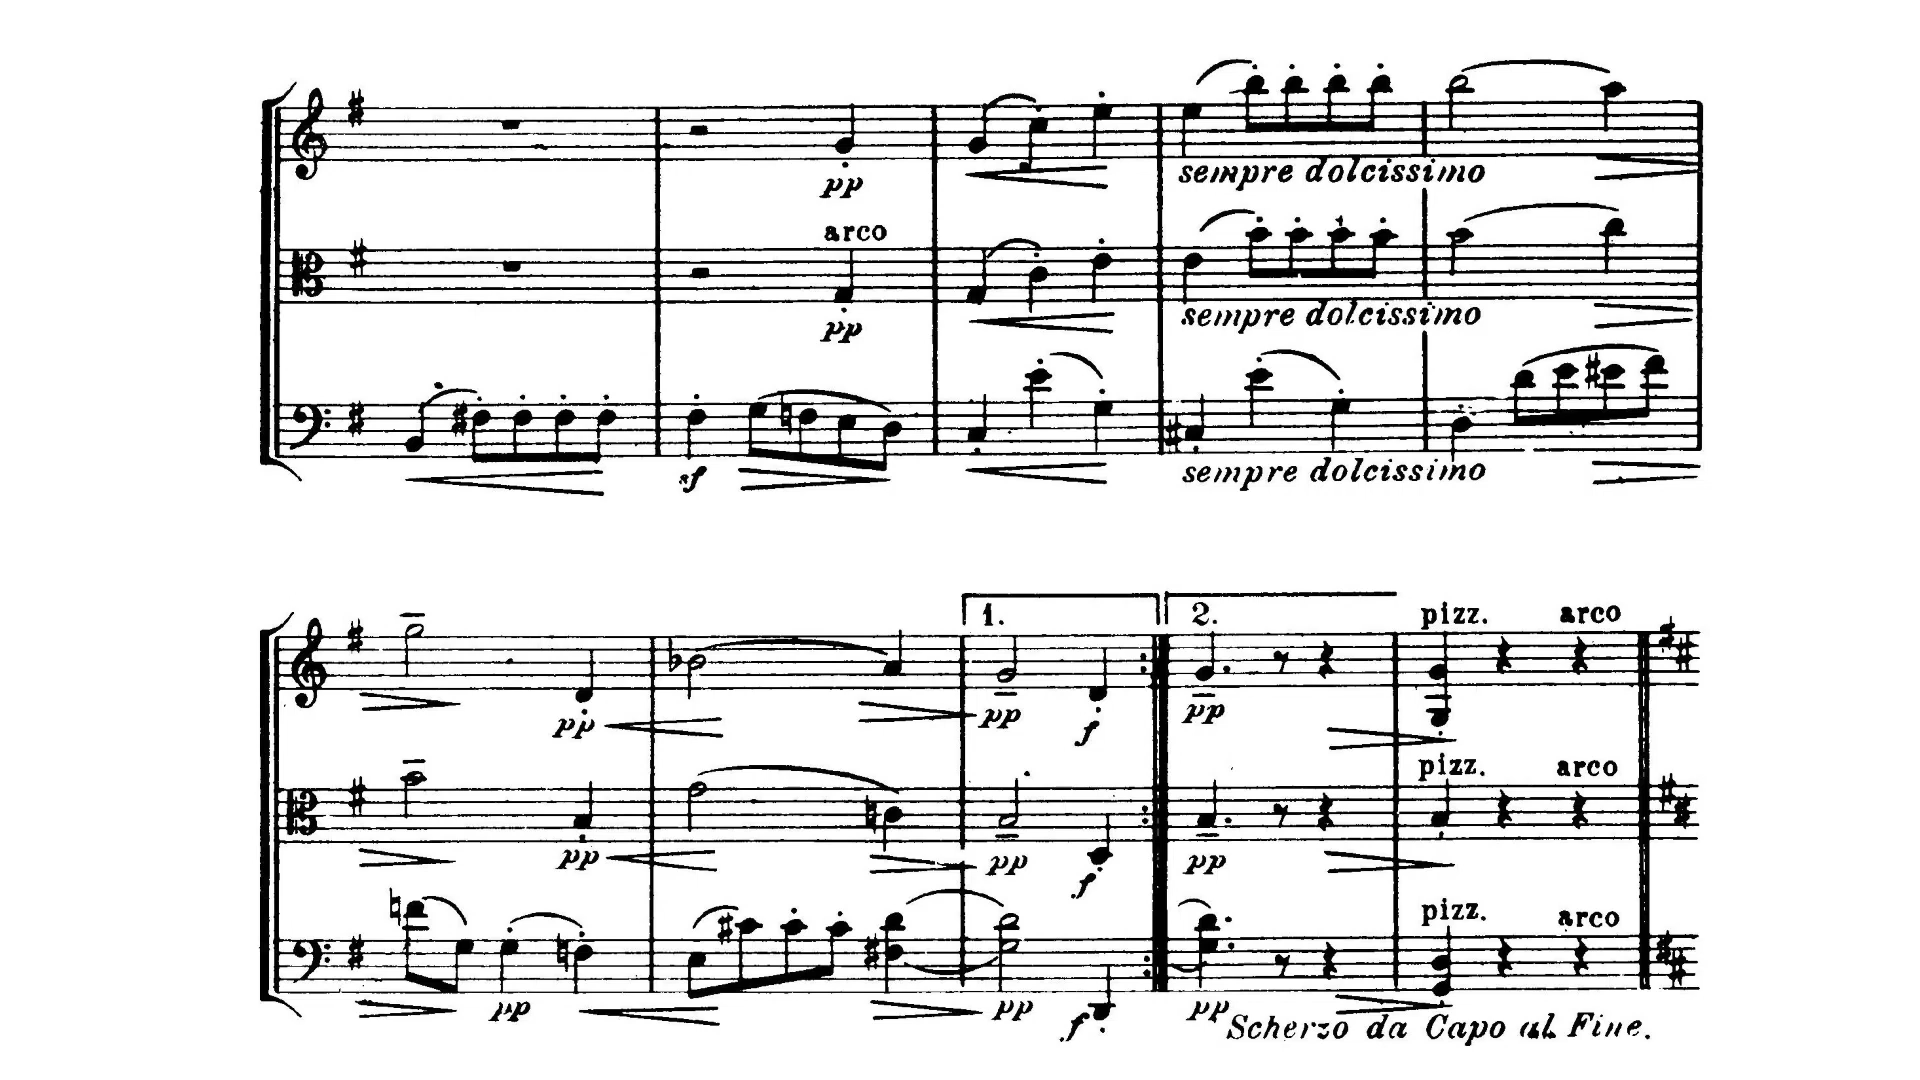 pp
arco
pp
sempre dolcissimo
sempre dolcissimo
sf
sempre dolcissimo
1.
2.
pizz. arco
pp
pp
f
pp
pizz. arco
pp
pp
f
pp
pizz. arco
pp
pp
f
pp
Scherzo da Capo al Fine.